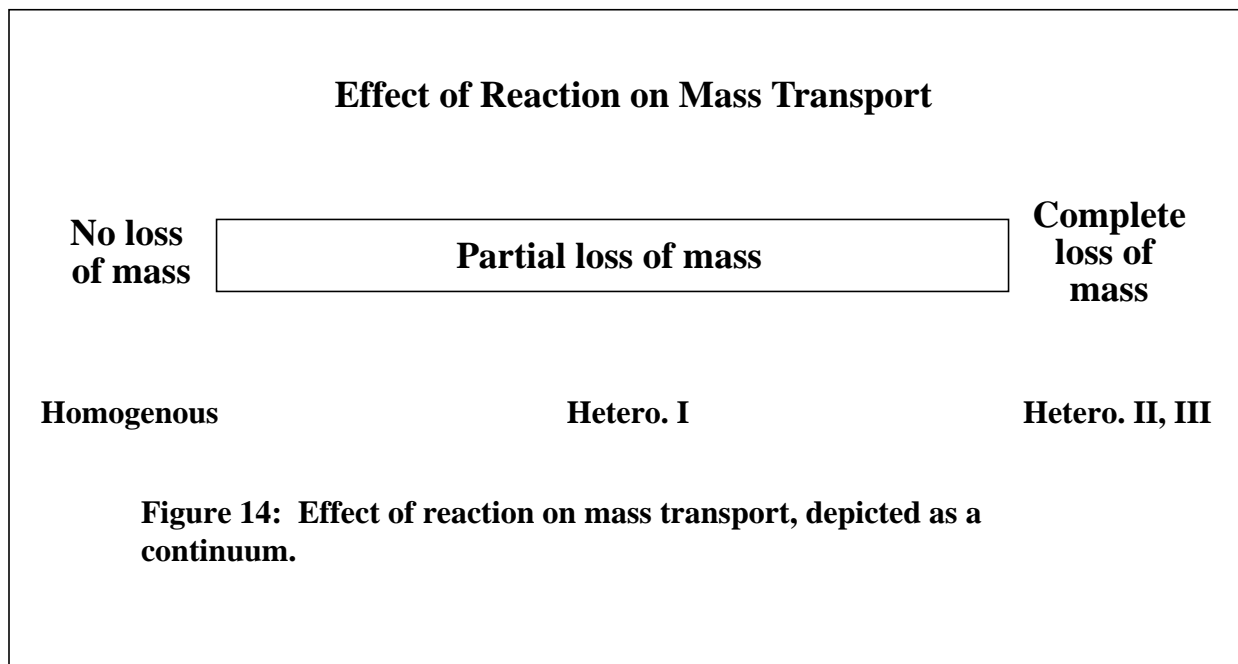 Effect of Reaction on Mass Transport
No loss
of mass
Partial loss of mass
Complete
loss of
mass
Homogenous
Hetero. I
Hetero. II, III
Figure 14: Effect of reaction on mass transport, depicted as a
continuum.